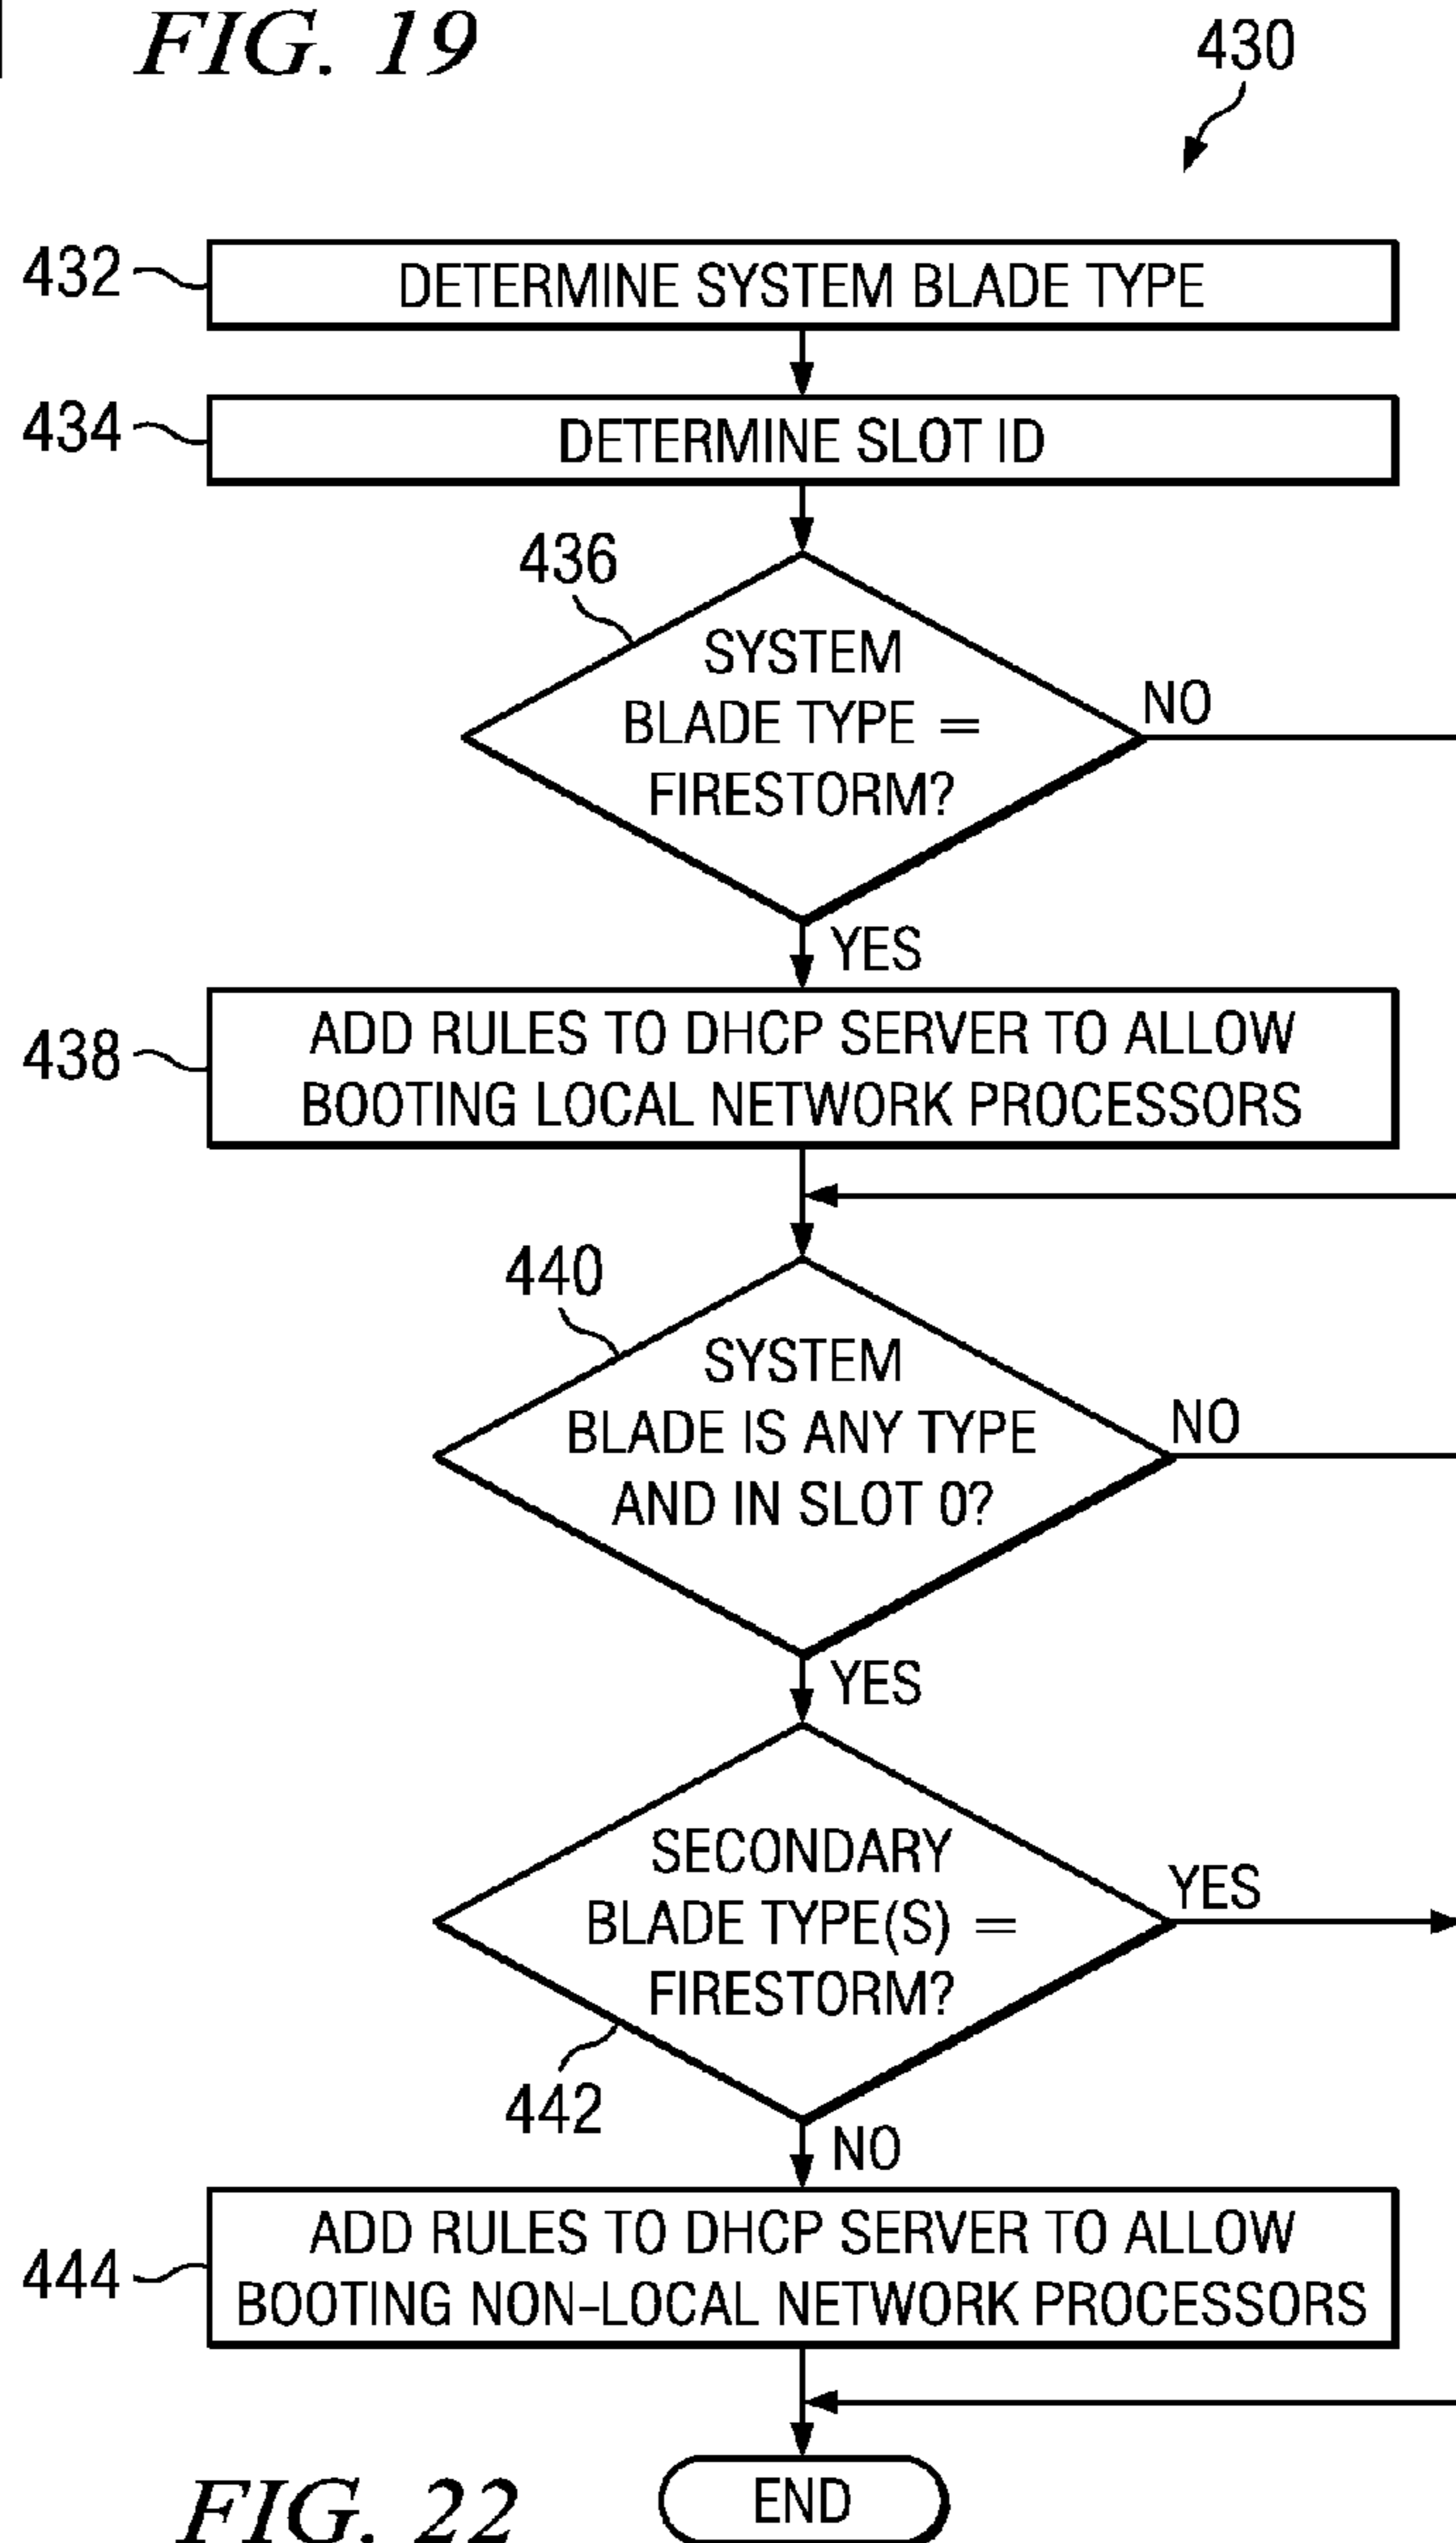 FIG. 19
430
432
DETERMINE SYSTEM BLADE TYPE
434
DETERMINE SLOT ID
436
SYSTEM
BLADE TYPE =
FIRESTORM?
NO
YES
438
ADD RULES TO DHCP SERVER TO ALLOW
BOOTING LOCAL NETWORK PROCESSORS
440
SYSTEM
BLADE IS ANY TYPE
AND IN SLOT 0?
NO
YES
SECONDARY
BLADE TYPE(S) =
FIRESTORM?
YES
442
NO
444
ADD RULES TO DHCP SERVER TO ALLOW
BOOTING NON-LOCAL NETWORK PROCESSORS
END
FIG. 22